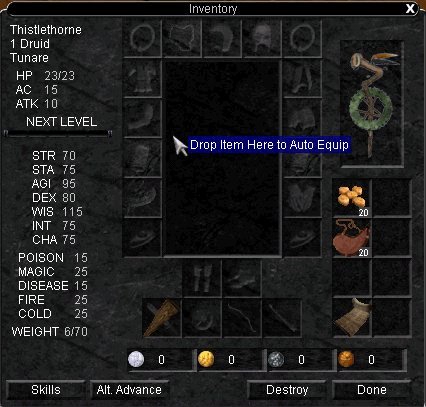 Inventory
X
Thistlethorne
1 Druid
Tunare
HP 23/23
AC 15
ATK 10
NEXT LEVEL
Drop Item Here to Auto Equip
STR 70
STA 75
AGI 95
DEX 80
WIS 115
INT 75
CHA 75
POISON 15
MAGIC 25
DISEASE 15
FIRE 25
COLD 25
WEIGHT 6/70
20
20
0 0 0 0
Skills Alt. Advance Destroy Done